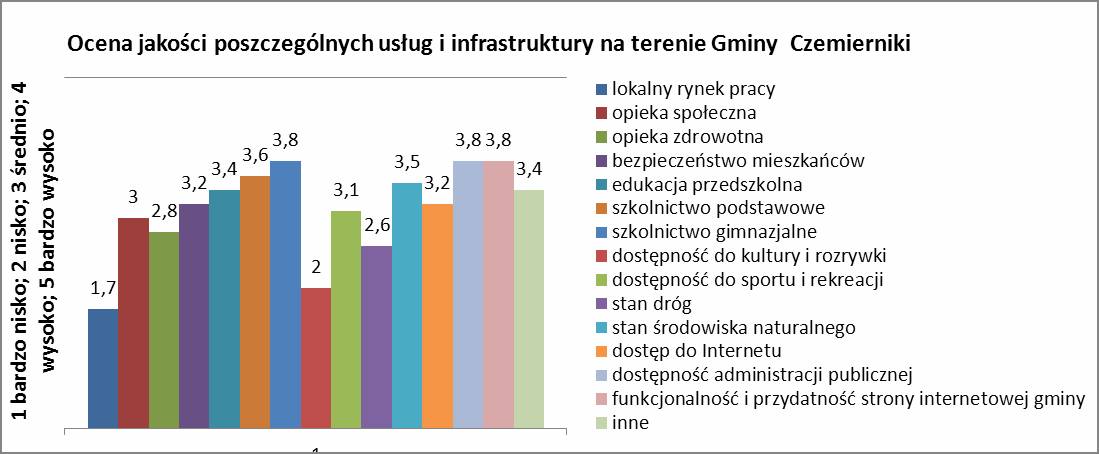 Ocena jakości poszczególnych usług i infrastruktury na terenie Gminy Czemierniki
1 bardzo nisko; 2 nisko; 3 średnio; 4
wysoko; 5 bardzo wysoko
1,7
3
2,8
3,2
3,4
3,6
3,8
2
3,1
2,6
3,5
3,2
3,8
3,8
3,4
1
lokalny rynek pracy
opieka społeczna
opieka zdrowotna
bezpieczeństwo mieszkańców
edukacja przedszkolna
szkolnictwo podstawowe
szkolnictwo gimnazjalne
dostępność do kultury i rozrywki
dostępność do sportu i rekreacji
stan dróg
stan środowiska naturalnego
dostęp do Internetu
dostępność administracji publicznej
funkcjonalność i przydatność strony internetowej gminy
inne